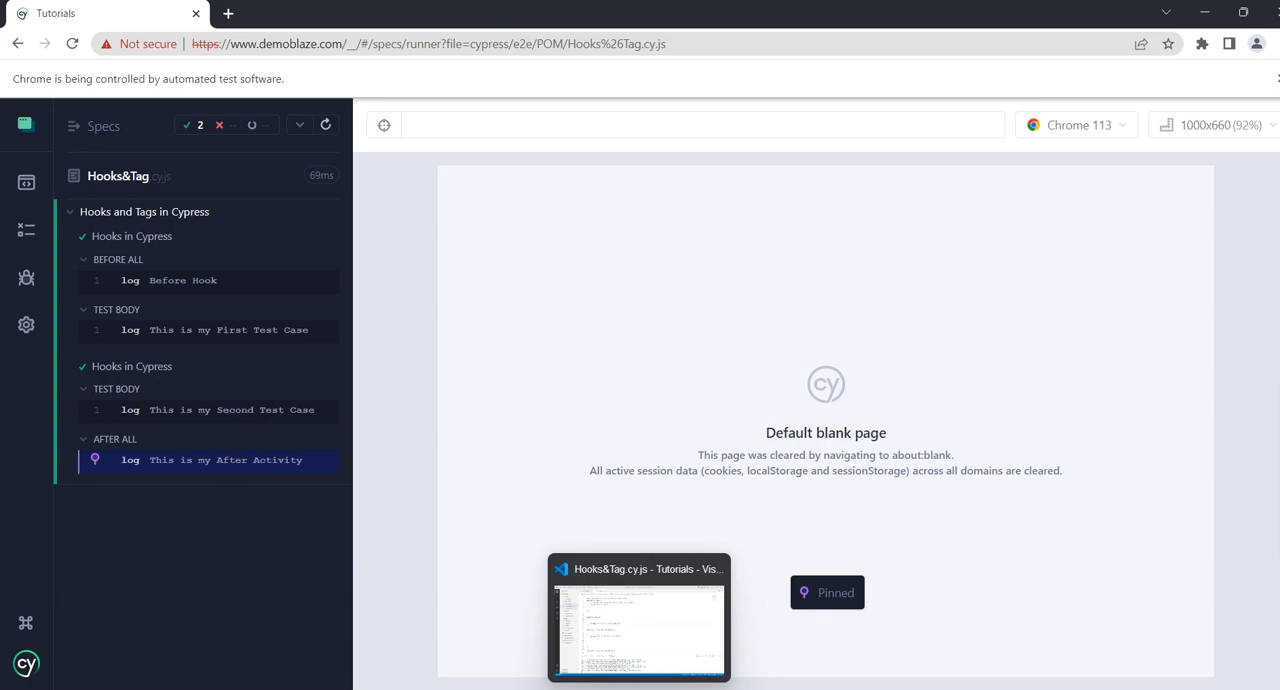 Tutorials
Not secure | https://www.demoblaze.com/__/#/specs/runner?file=cypress/e2e/POM/Hooks%26Tag.cy.js
Chrome is being controlled by automated test software.
Specs
2 -- --
Chrome 113
1000x660 (92%)
Hooks&Tag.cy.js
69ms
Hooks and Tags in Cypress
Hooks in Cypress
BEFORE ALL
1 log Before Hook
TEST BODY
1 log This is my First Test Case
Hooks in Cypress
TEST BODY
1 log This is my Second Test Case
AFTER ALL
log This is my After Activity
cy
Default blank page
This page was cleared by navigating to about:blank.
All active session data (cookies, localStorage and sessionStorage) across all domains are cleared.
Hooks&Tag.cy.js - Tutorials - Vis...
Pinned
cy